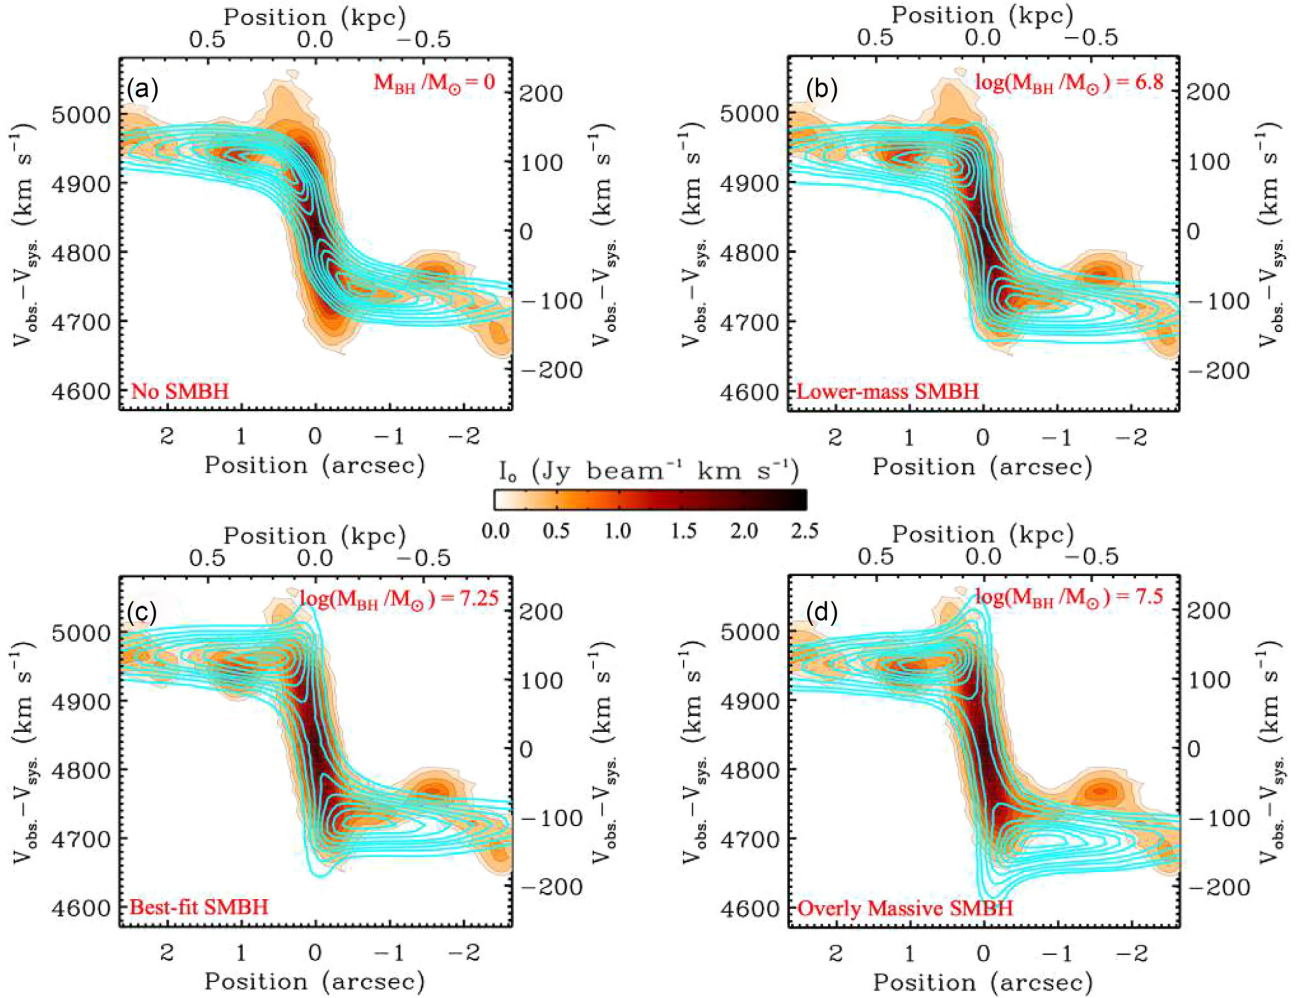 Position (kpc)
0.5 0.0 −0.5
(a)
M_BH /M_⊙ = 0
5000
4900
4800
4700
4600
V_obs.−V_sys. (km s⁻¹)
200
100
0
−100
−200
V_obs.−V_sys. (km s⁻¹)
No SMBH
2 1 0 −1 −2
Position (arcsec)
Position (kpc)
0.5 0.0 −0.5
(b)
log(M_BH /M_⊙) = 6.8
5000
4900
4800
4700
4600
V_obs.−V_sys. (km s⁻¹)
200
100
0
−100
−200
V_obs.−V_sys. (km s⁻¹)
Lower-mass SMBH
2 1 0 −1 −2
Position (arcsec)
I_o (Jy beam⁻¹ km s⁻¹)
0.0 0.5 1.0 1.5 2.0 2.5
Position (kpc)
0.5 0.0 −0.5
(c)
log(M_BH /M_⊙) = 7.25
5000
4900
4800
4700
4600
V_obs.−V_sys. (km s⁻¹)
200
100
0
−100
−200
V_obs.−V_sys. (km s⁻¹)
Best-fit SMBH
2 1 0 −1 −2
Position (arcsec)
Position (kpc)
0.5 0.0 −0.5
(d)
log(M_BH /M_⊙) = 7.5
5000
4900
4800
4700
4600
V_obs.−V_sys. (km s⁻¹)
200
100
0
−100
−200
V_obs.−V_sys. (km s⁻¹)
Overly Massive SMBH
2 1 0 −1 −2
Position (arcsec)